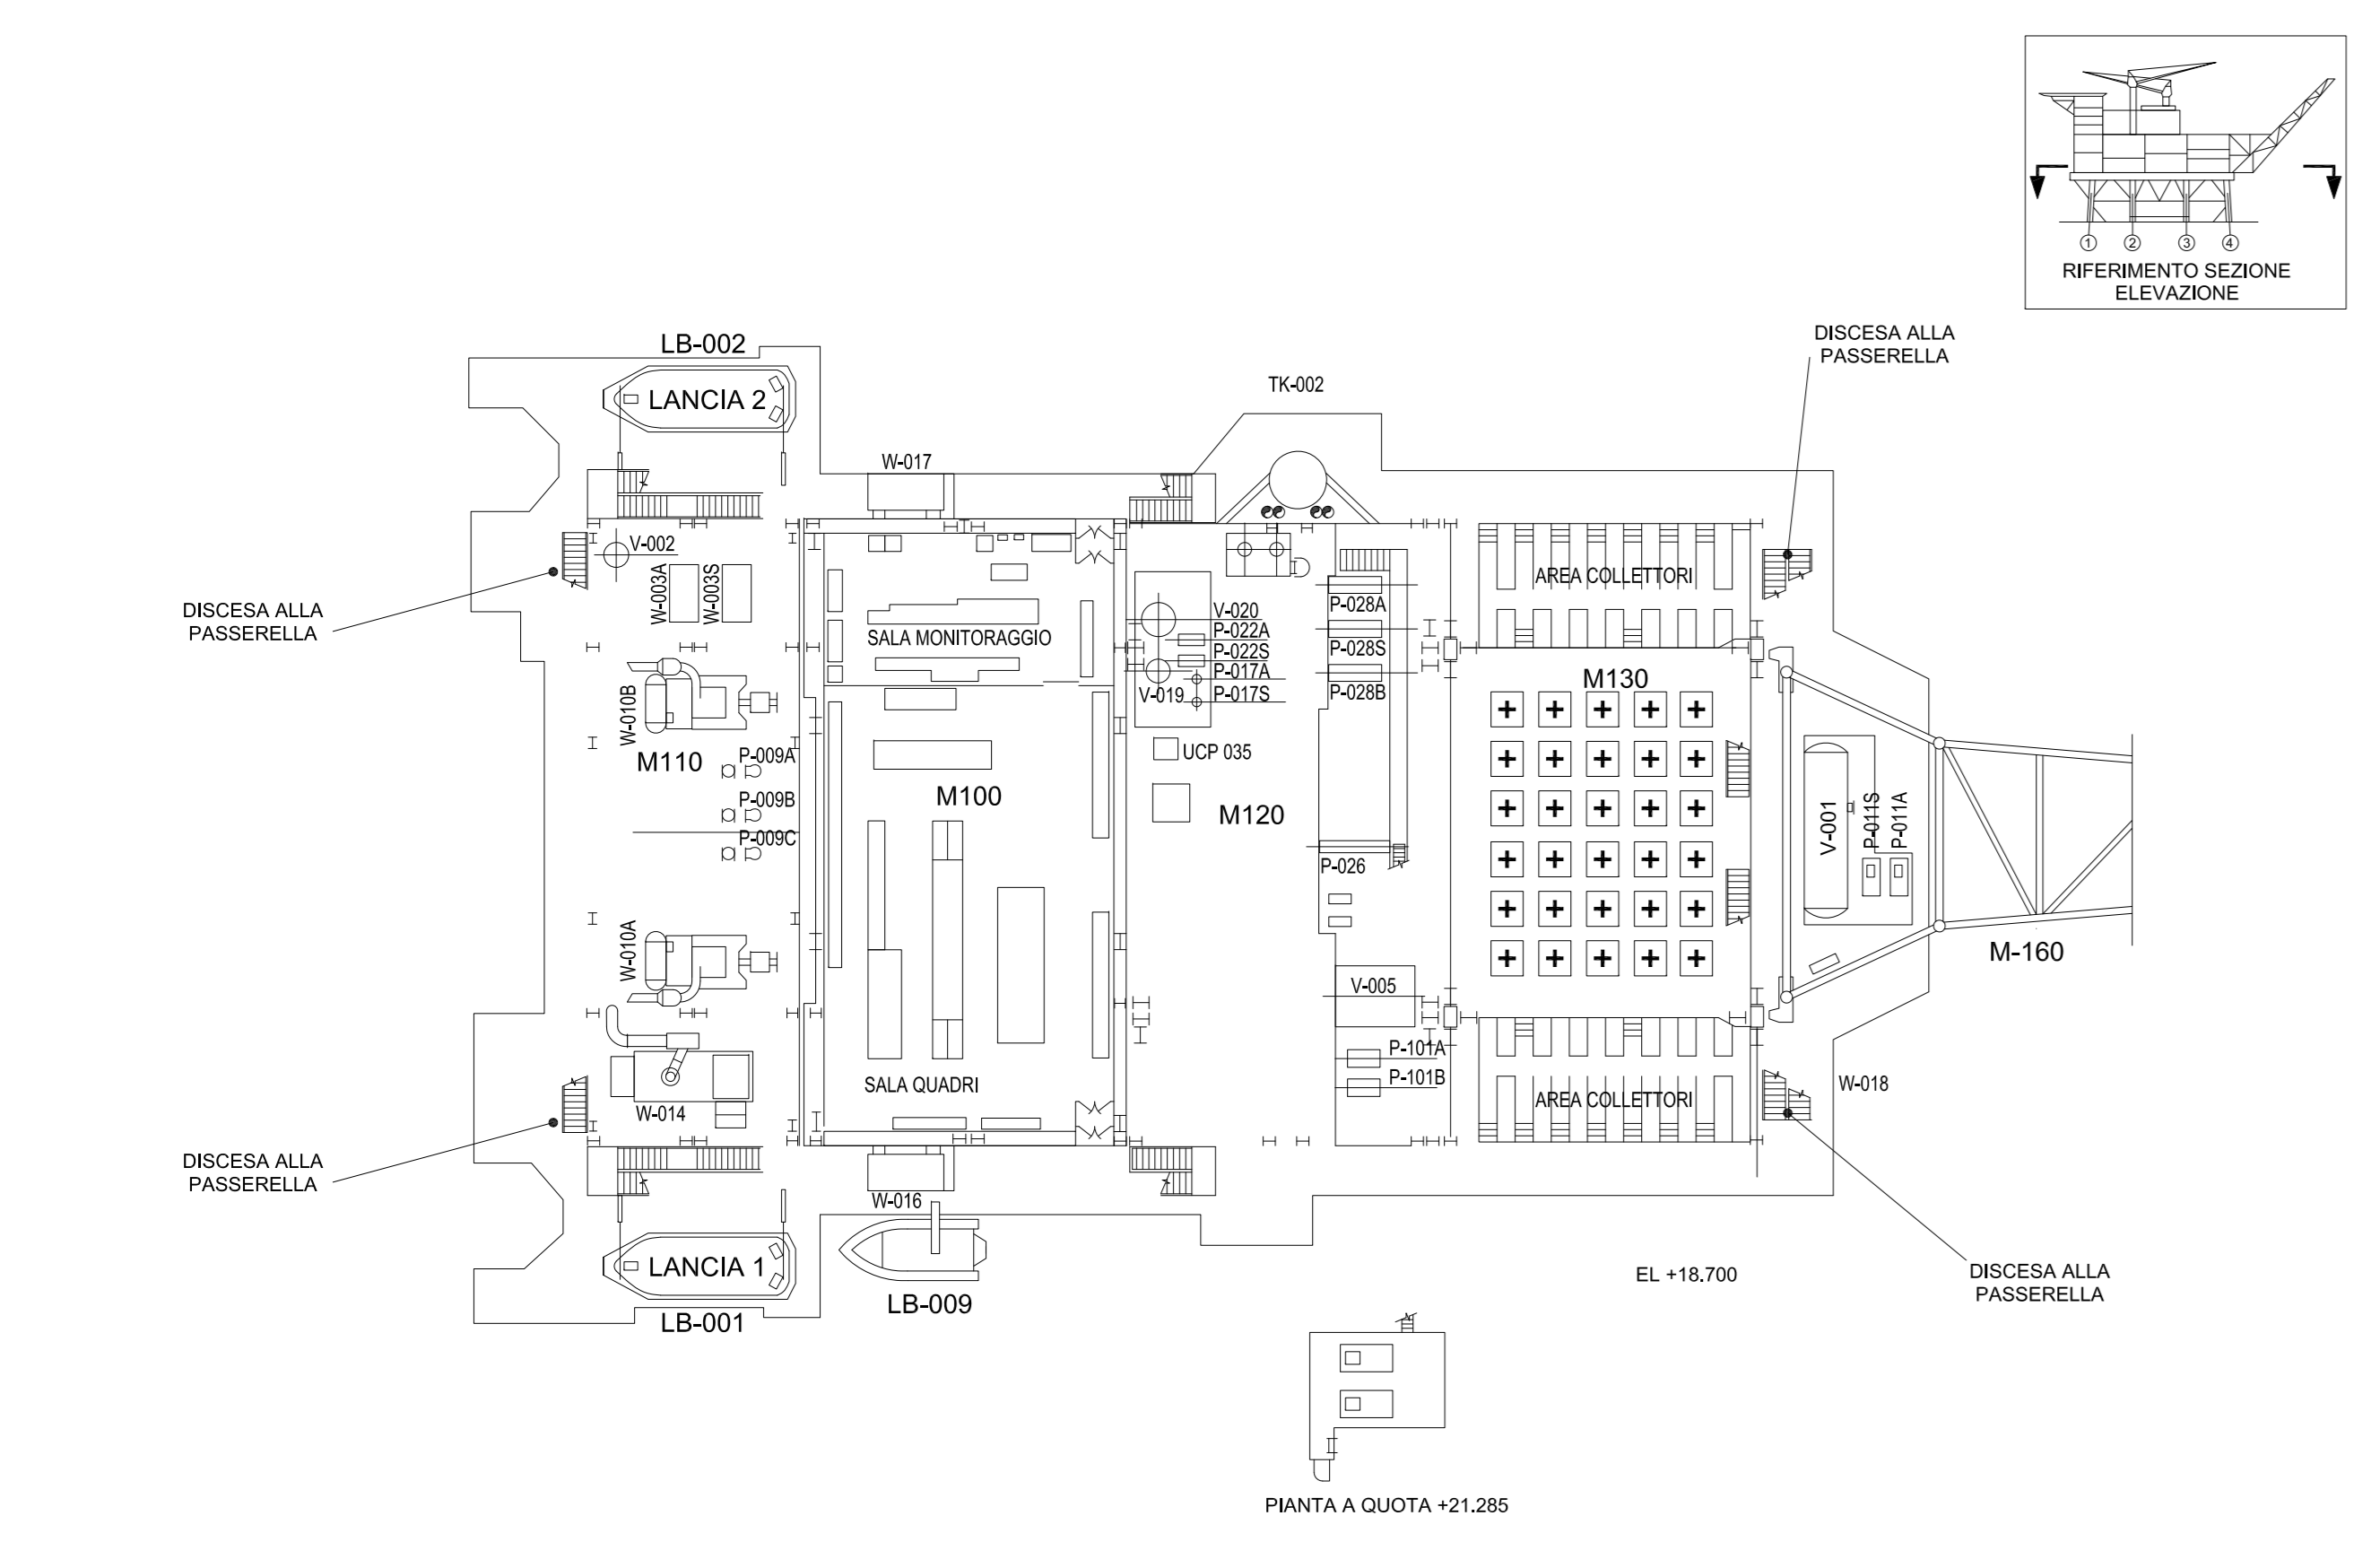 ① ② ③ ④
RIFERIMENTO SEZIONE
ELEVAZIONE
DISCESA ALLA
PASSERELLA
LB-002
LANCIA 2
TK-002
W-017
V-002
W-003A
W-003S
DISCESA ALLA
PASSERELLA
SALA MONITORAGGIO
V-020
P-022A
P-022S
P-017A
V-019
P-017S
P-028A
P-028S
P-028B
AREA COLLETTORI
M130
W-010B
M110
P-009A
P-009B
P-009C
M100
UCP 035
M120
P-026
V-001
P-011S
P-011A
W-010A
M-160
V-005
P-101A
P-101B
SALA QUADRI
W-014
AREA COLLETTORI
W-018
DISCESA ALLA
PASSERELLA
W-016
LANCIA 1
LB-001
LB-009
EL +18.700
DISCESA ALLA
PASSERELLA
PIANTA A QUOTA +21.285